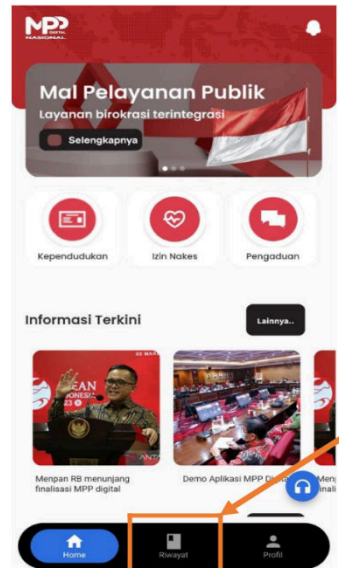 MPP
DIGITAL
NASIONAL
Mal Pelayanan Publik
Layanan birokrasi terintegrasi
Selengkapnya
Kependudukan
Izin Nakes
Pengaduan
Informasi Terkini
Lainnya..
Menpan RB menunjang
finalisasi MPP digital
Demo Aplikasi MPP
Home
Riwayat
Profil